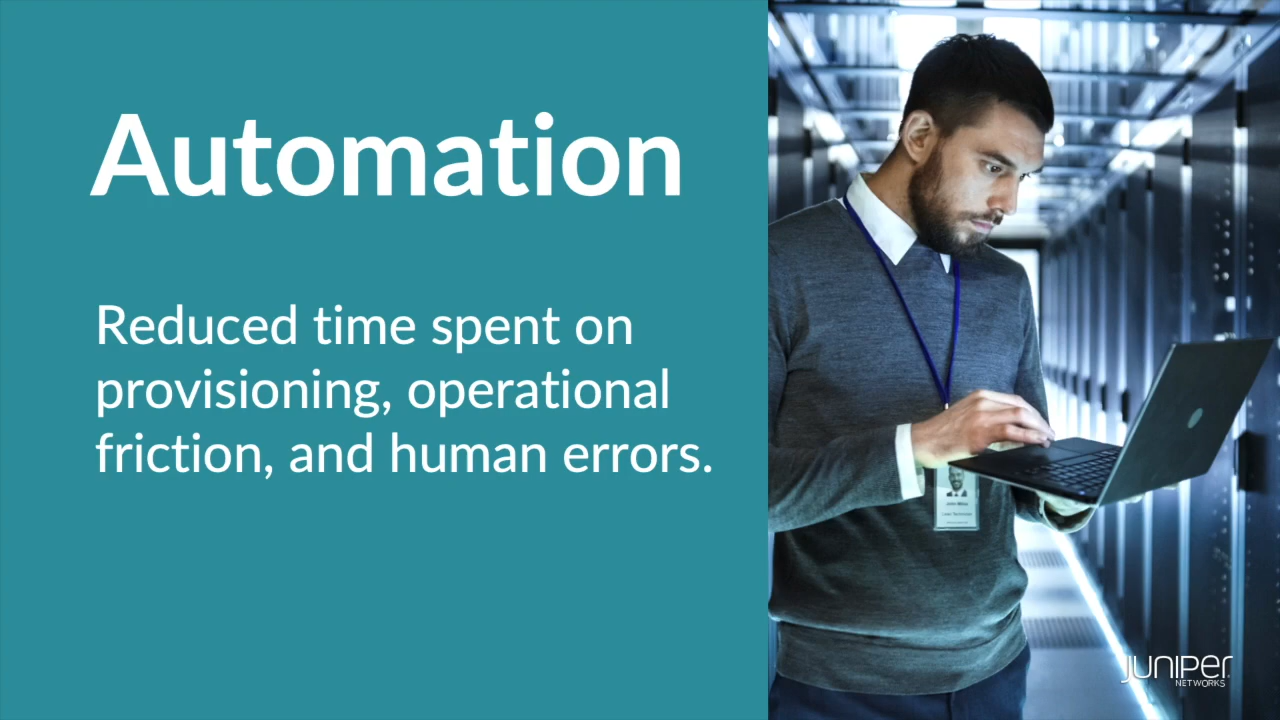 Automation
Reduced time spent on
provisioning, operational
friction, and human errors.
JUNIPER
NETWORKS